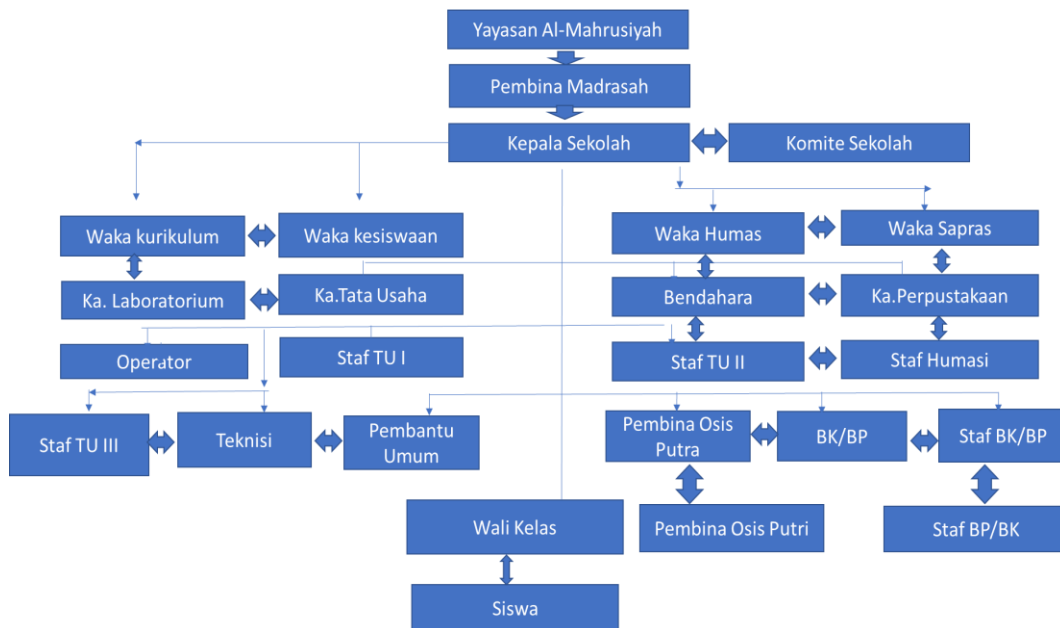 Yayasan Al-Mahrusiyah
Pembina Madrasah
Kepala Sekolah
Komite Sekolah
Waka kurikulum
Waka kesiswaan
Waka Humas
Waka Sapras
Ka. Laboratorium
Ka.Tata Usaha
Bendahara
Ka.Perpustakaan
Operator
Staf TU I
Staf TU II
Staf Humasi
Staf TU III
Teknisi
Pembantu
Umum
Pembina Osis
Putra
BK/BP
Staf BK/BP
Wali Kelas
Pembina Osis Putri
Staf BP/BK
Siswa